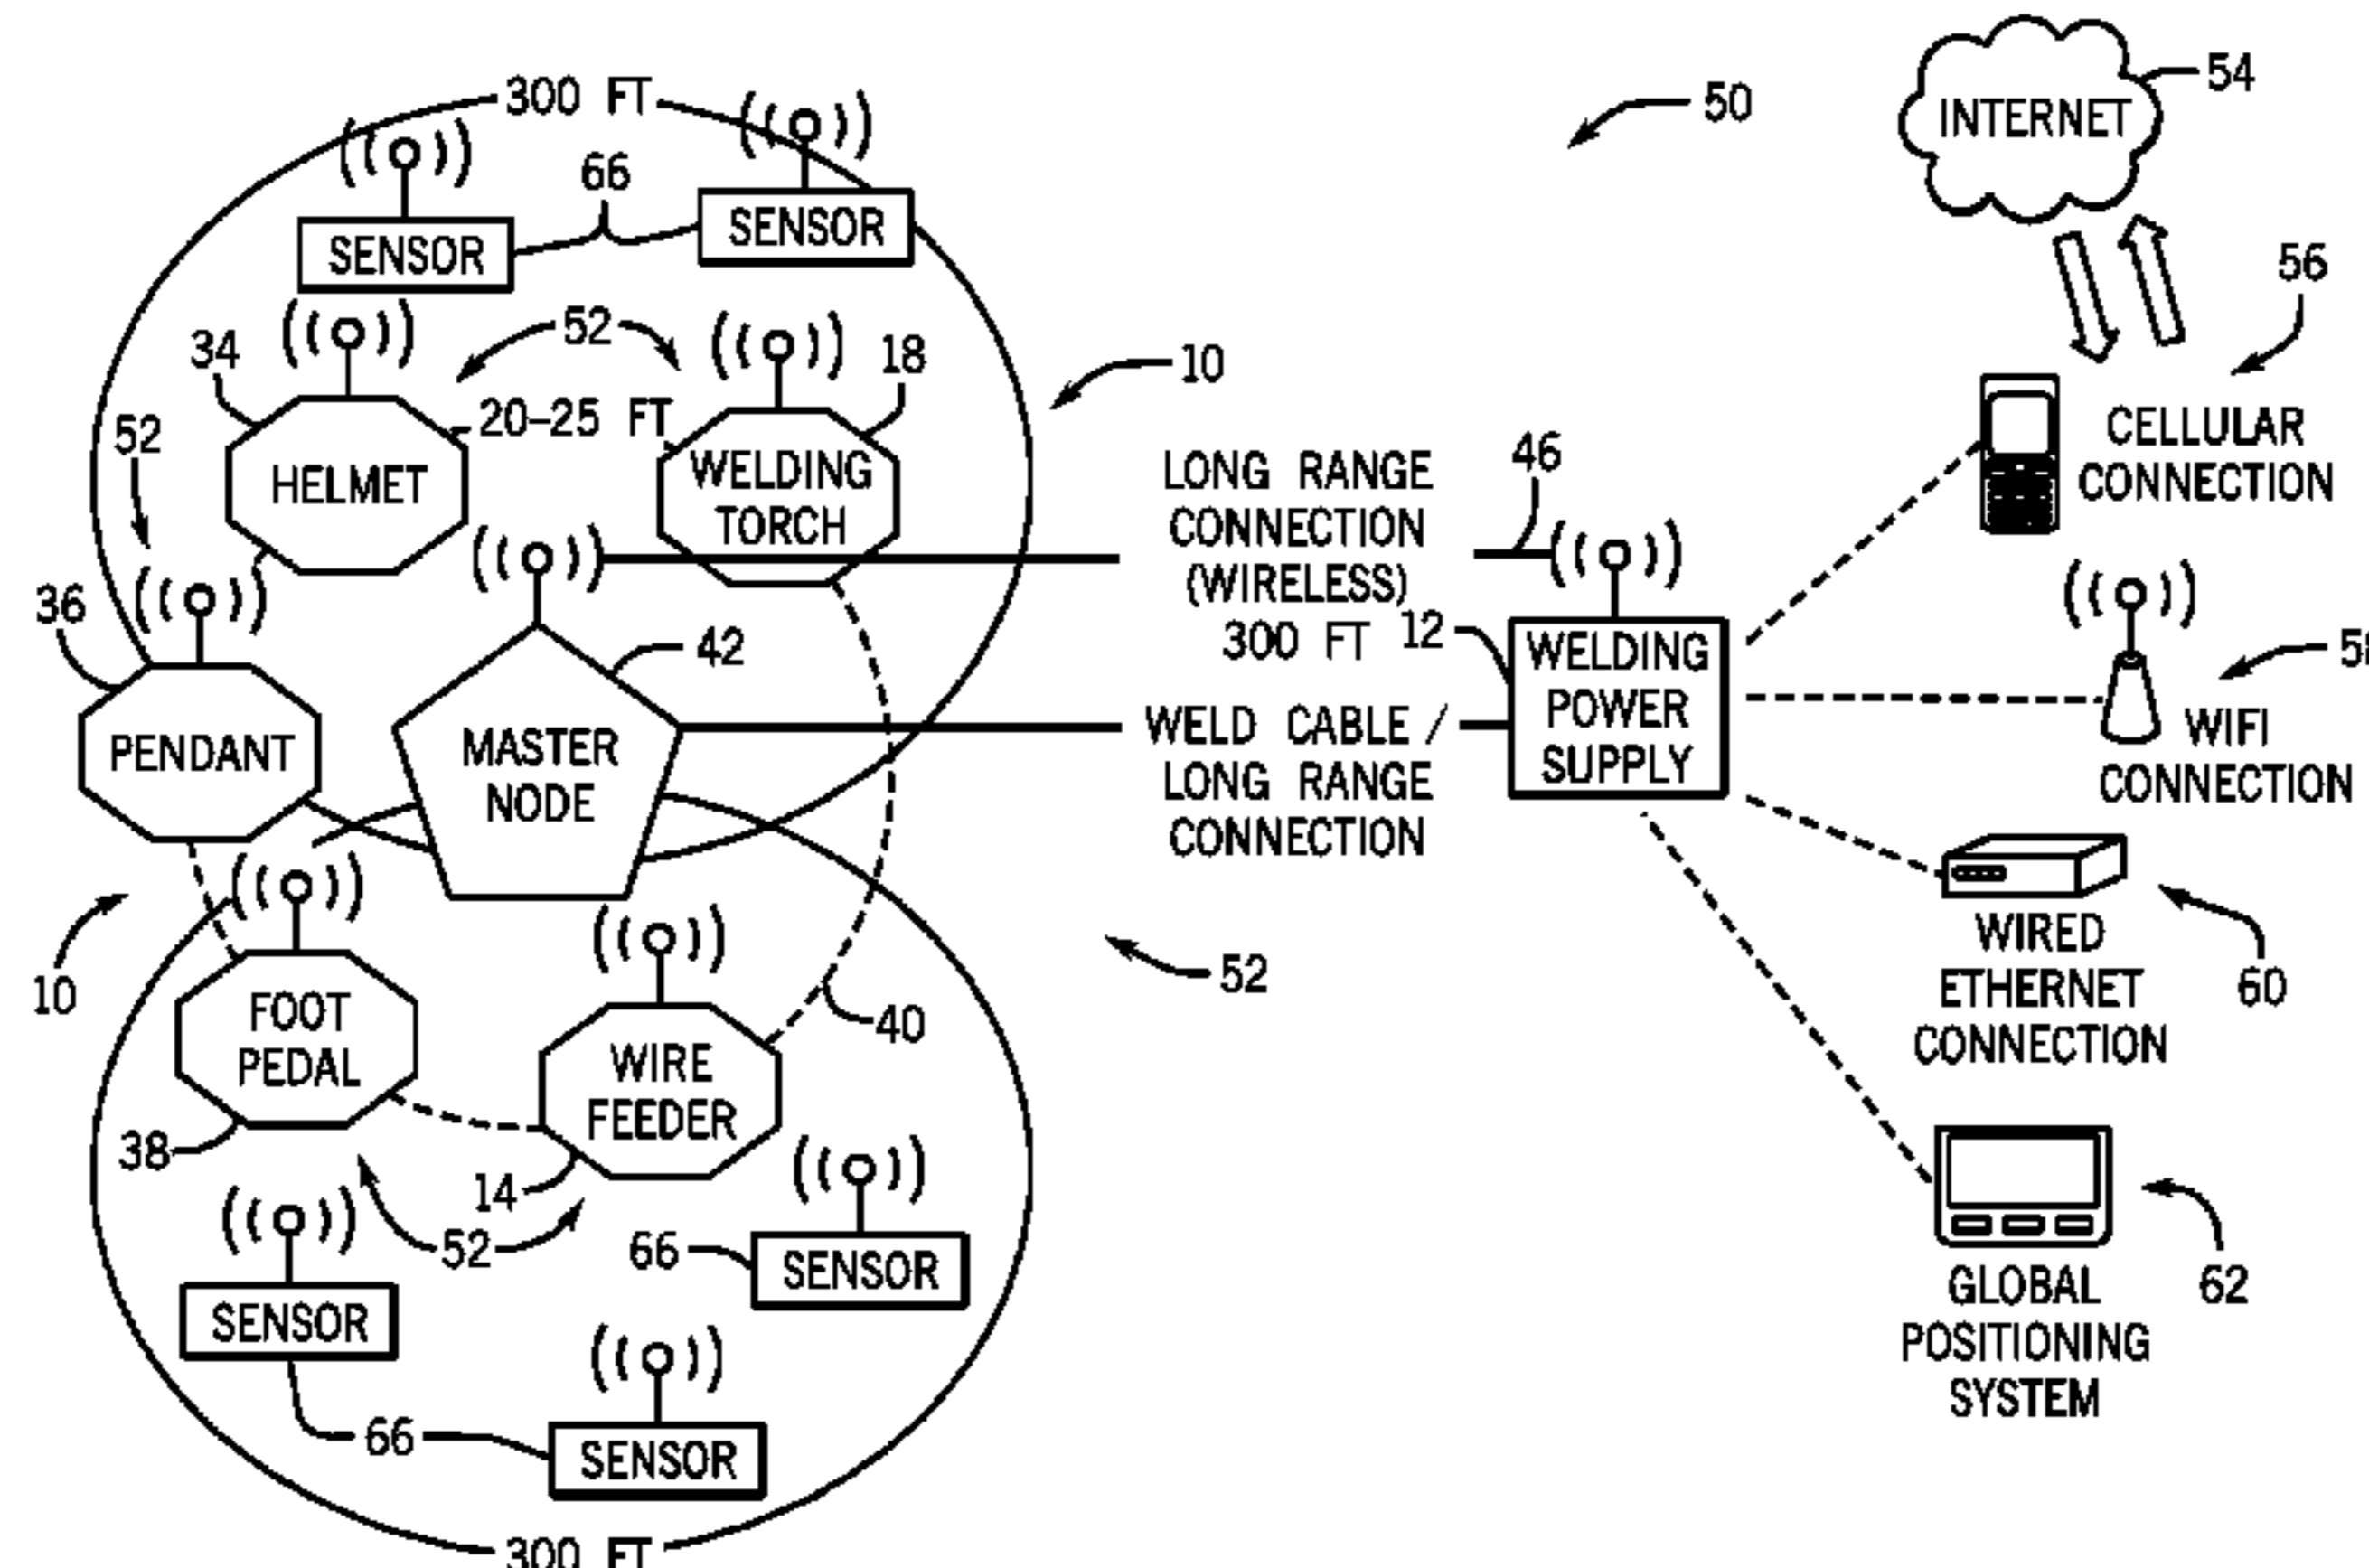 300 FT
50
INTERNET
54
66
SENSOR
SENSOR
56
34
52
18
10
52
20-25 FT
HELMET
WELDING
TORCH
CELLULAR
CONNECTION
LONG RANGE
CONNECTION
(WIRELESS)
300 FT
46
36
42
12
WELDING
POWER
SUPPLY
WIFI
CONNECTION
PENDANT
MASTER
NODE
WELD CABLE /
LONG RANGE
CONNECTION
10
52
WIRED
ETHERNET
CONNECTION
60
FOOT
PEDAL
40
WIRE
FEEDER
38
14
52
66
SENSOR
SENSOR
GLOBAL
POSITIONING
SYSTEM
62
66
SENSOR
300 FT